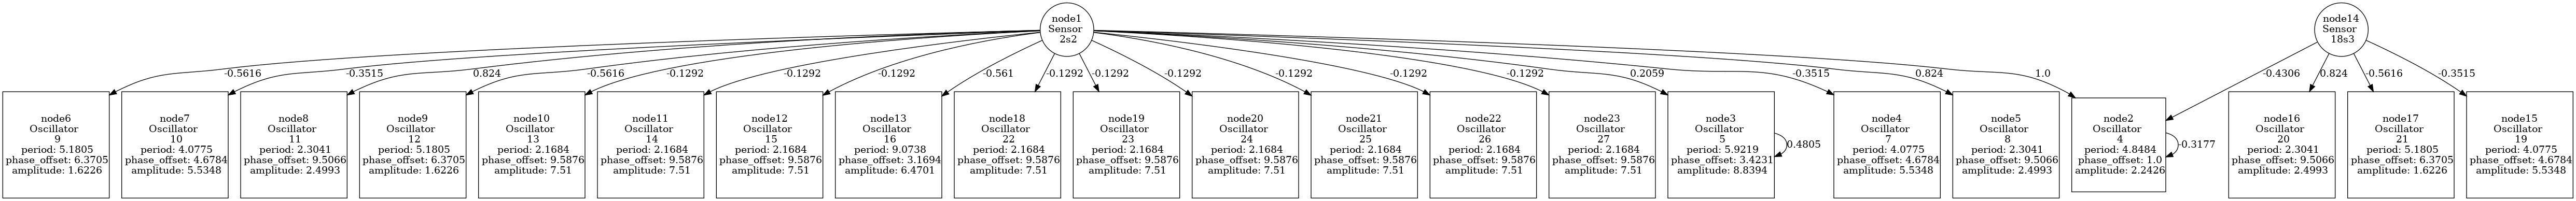 node1
Sensor
2s2
node14
Sensor
18s3
-0.5616
-0.3515
0.824
-0.5616
-0.1292
-0.1292
-0.1292
-0.561
-0.1292
-0.1292
-0.1292
-0.1292
-0.1292
-0.1292
0.2059
-0.3515
0.824
1.0
-0.4306
0.824
-0.5616
-0.3515
node6
Oscillator
9
period: 5.1805
phase_offset: 6.3705
amplitude: 1.6226
node7
Oscillator
10
period: 4.0775
phase_offset: 4.6784
amplitude: 5.5348
node8
Oscillator
11
period: 2.3041
phase_offset: 9.5066
amplitude: 2.4993
node9
Oscillator
12
period: 5.1805
phase_offset: 6.3705
amplitude: 1.6226
node10
Oscillator
13
period: 2.1684
phase_offset: 9.5876
amplitude: 7.51
node11
Oscillator
14
period: 2.1684
phase_offset: 9.5876
amplitude: 7.51
node12
Oscillator
15
period: 2.1684
phase_offset: 9.5876
amplitude: 7.51
node13
Oscillator
16
period: 9.0738
phase_offset: 3.1694
amplitude: 6.4701
node18
Oscillator
22
period: 2.1684
phase_offset: 9.5876
amplitude: 7.51
node19
Oscillator
23
period: 2.1684
phase_offset: 9.5876
amplitude: 7.51
node20
Oscillator
24
period: 2.1684
phase_offset: 9.5876
amplitude: 7.51
node21
Oscillator
25
period: 2.1684
phase_offset: 9.5876
amplitude: 7.51
node22
Oscillator
26
period: 2.1684
phase_offset: 9.5876
amplitude: 7.51
node23
Oscillator
27
period: 2.1684
phase_offset: 9.5876
amplitude: 7.51
node3
Oscillator
5
period: 5.9219
phase_offset: 3.4231
amplitude: 8.8394
0.4805
node4
Oscillator
7
period: 4.0775
phase_offset: 4.6784
amplitude: 5.5348
node5
Oscillator
8
period: 2.3041
phase_offset: 9.5066
amplitude: 2.4993
node2
Oscillator
4
period: 4.8484
phase_offset: 1.0
amplitude: 2.2426
-0.3177
node16
Oscillator
20
period: 2.3041
phase_offset: 9.5066
amplitude: 2.4993
node17
Oscillator
21
period: 5.1805
phase_offset: 6.3705
amplitude: 1.6226
node15
Oscillator
19
period: 4.0775
phase_offset: 4.6784
amplitude: 5.5348